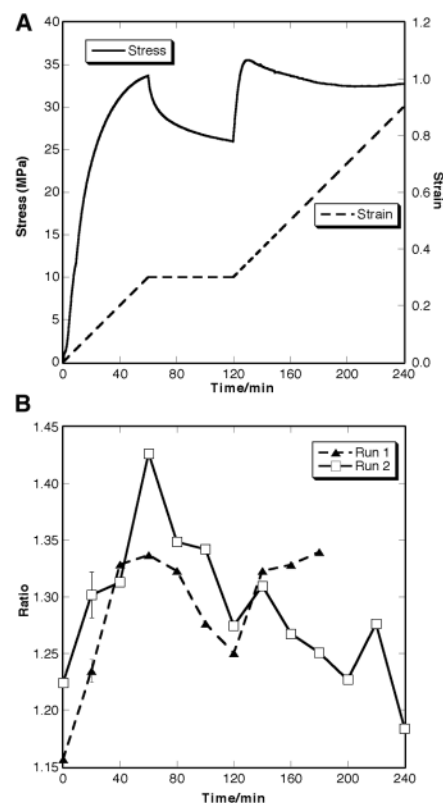 A
40
35
30
25
20
15
10
5
0
Stress (MPa)
Stress
Strain
1.2
1.0
0.8
0.6
0.4
0.2
0.0
Strain
0 40 80 120 160 200 240
Time/min
B
1.45
1.40
1.35
1.30
1.25
1.20
1.15
Ratio
Run 1
Run 2
0 40 80 120 160 200 240
Time/min